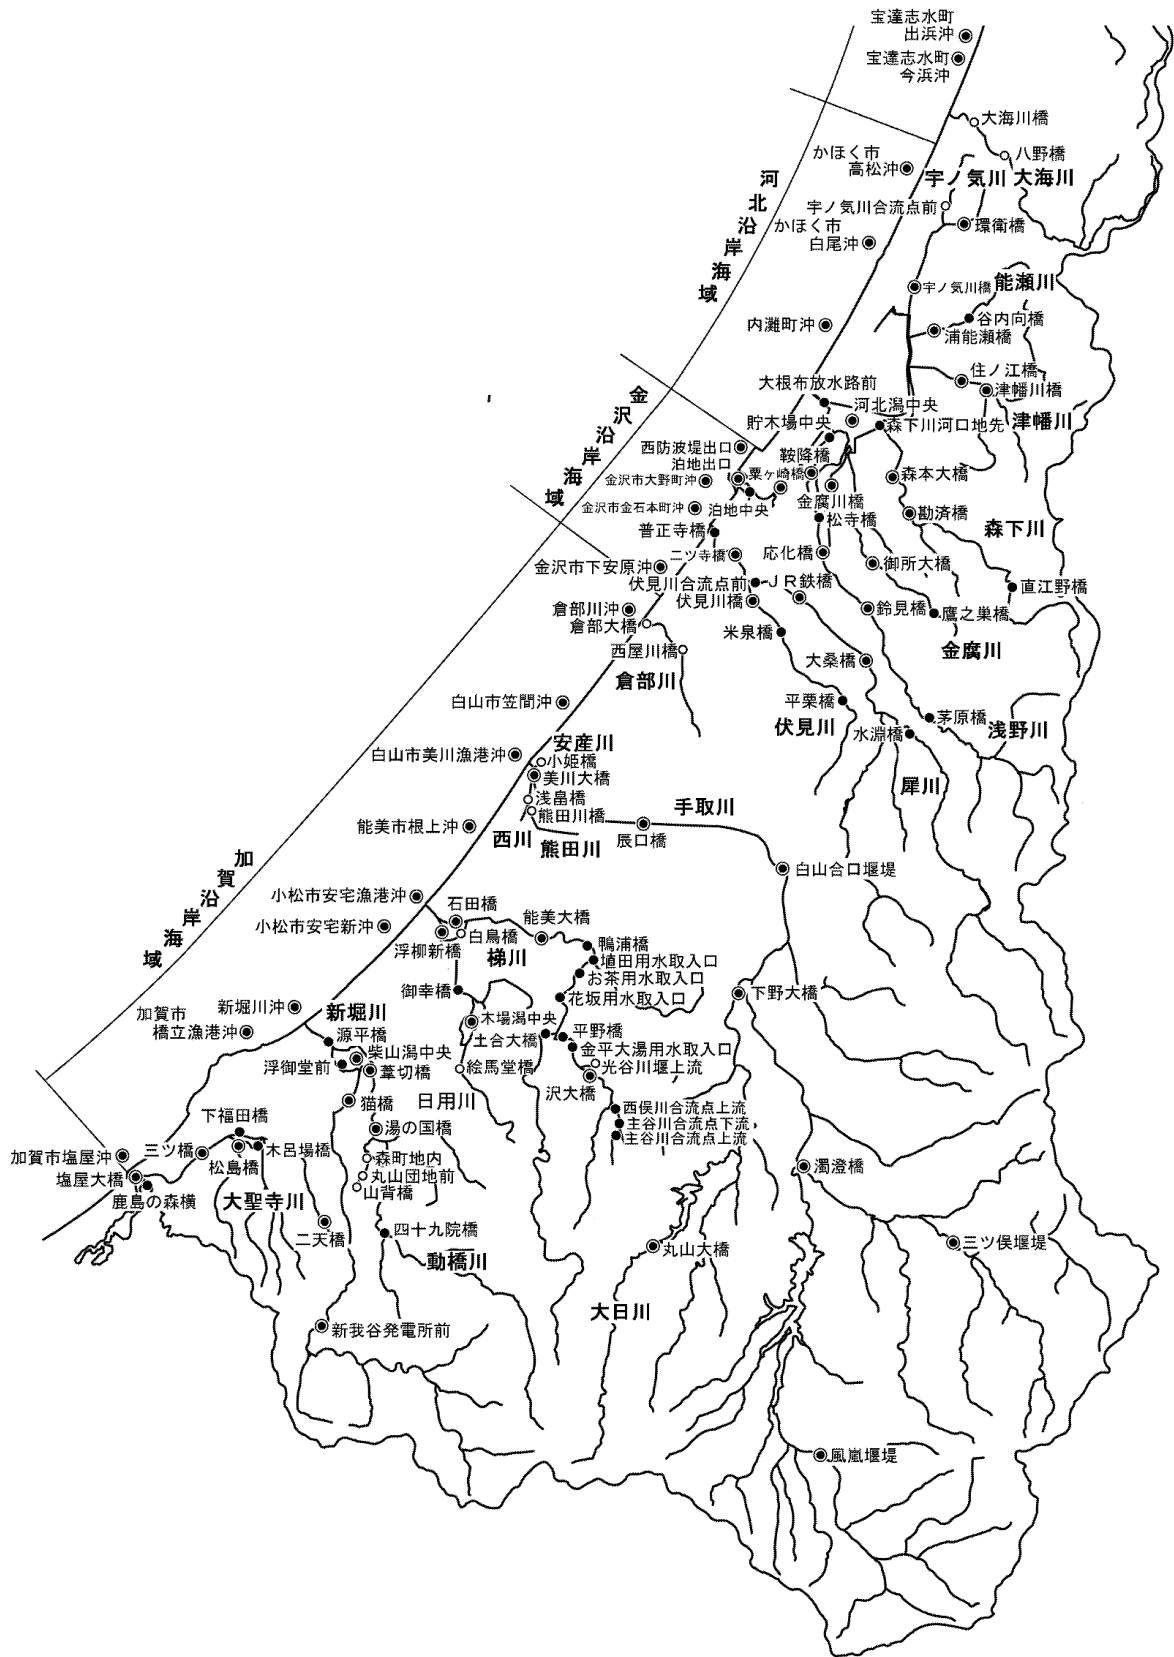 宝達志水町
出浜沖
宝達志水町
今浜沖
大海川橋
八野橋
かほく市
高松沖
宇ノ気川
大海川
河北沿岸海域
宇ノ気川合流点前
かほく市
白尾沖
環衛橋
宇ノ気川橋
能瀬川
内灘町沖
谷内向橋
浦能瀬橋
住ノ江橋
津幡川橋
大根布放水路前
河北潟中央
津幡川
金沢沿岸海域
貯木場中央
森下川河口地先
西防波堤出口
泊地出口
鞍降橋
粟ヶ崎橋
森本大橋
金沢市大野町沖
金腐川橋
金沢市金石本町沖
泊地中央
松寺橋
勘済橋
森下川
普正寺橋
二ツ寺橋
応化橋
御所大橋
金沢市下安原沖
伏見川合流点前
JR鉄橋
直江野橋
伏見川橋
倉部川沖
倉部大橋
鈴見橋
鷹之巣橋
米泉橋
西屋川橋
金腐川
大桑橋
倉部川
白山市笠間沖
平栗橋
伏見川
茅原橋
水淵橋
浅野川
安産川
白山市美川漁港沖
小姫橋
美川大橋
犀川
浅畠橋
熊田川橋
手取川
能美市根上沖
西川
熊田川
辰口橋
加賀沿岸海域
白山合口堰堤
小松市安宅漁港沖
石田橋
能美大橋
小松市安宅新沖
白鳥橋
浮柳新橋
梯川
鴨浦橋
埴田用水取入口
お茶用水取入口
御幸橋
花坂用水取入口
下野大橋
新堀川沖
新堀川
加賀市
橋立漁港沖
木場潟中央
源平橋
土合大橋
平野橋
柴山潟中央
金平大湯用水取入口
浮御堂前
葦切橋
絵馬堂橋
光谷川堰上流
沢大橋
猫橋
日用川
下福田橋
西俣川合流点上流
湯の国橋
主谷川合流点下流
主谷川合流点上流
三ツ橋
木呂場橋
加賀市塩屋沖
松島橋
森町地内
濁澄橋
塩屋大橋
丸山団地前
鹿島の森横
大聖寺川
山背橋
四十九院橋
二天橋
三ツ俣堰堤
丸山大橋
動橋川
大日川
新我谷発電所前
風嵐堰堤